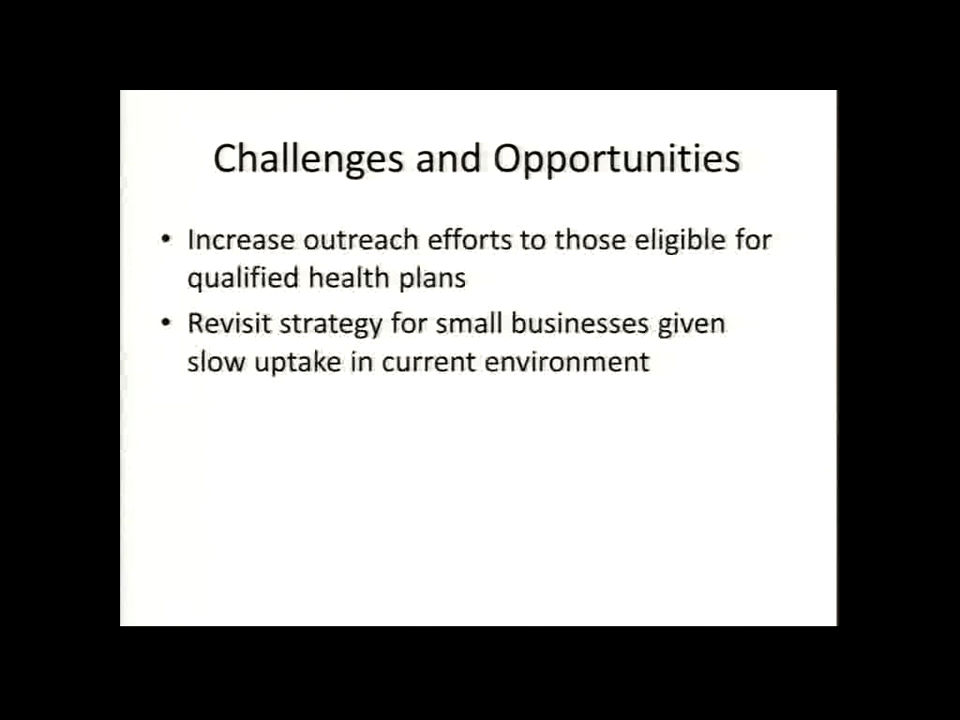 Challenges and Opportunities
• Increase outreach efforts to those eligible for
qualified health plans
• Revisit strategy for small businesses given
slow uptake in current environment